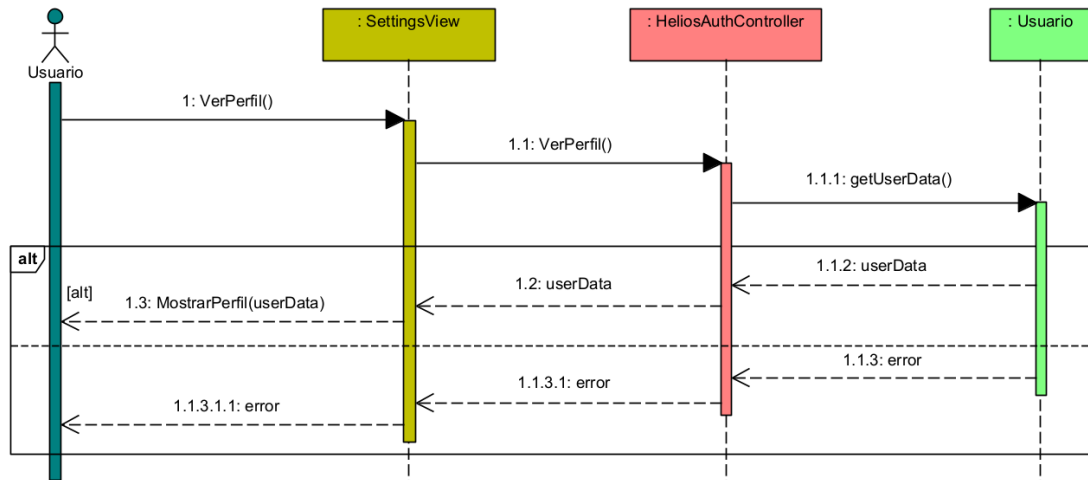 : SettingsView
: HeliosAuthController
: Usuario
Usuario
1: VerPerfil()
1.1: VerPerfil()
1.1.1: getUserData()
alt
1.1.2: userData
1.2: userData
[alt]
1.3: MostrarPerfil(userData)
1.1.3: error
1.1.3.1: error
1.1.3.1.1: error